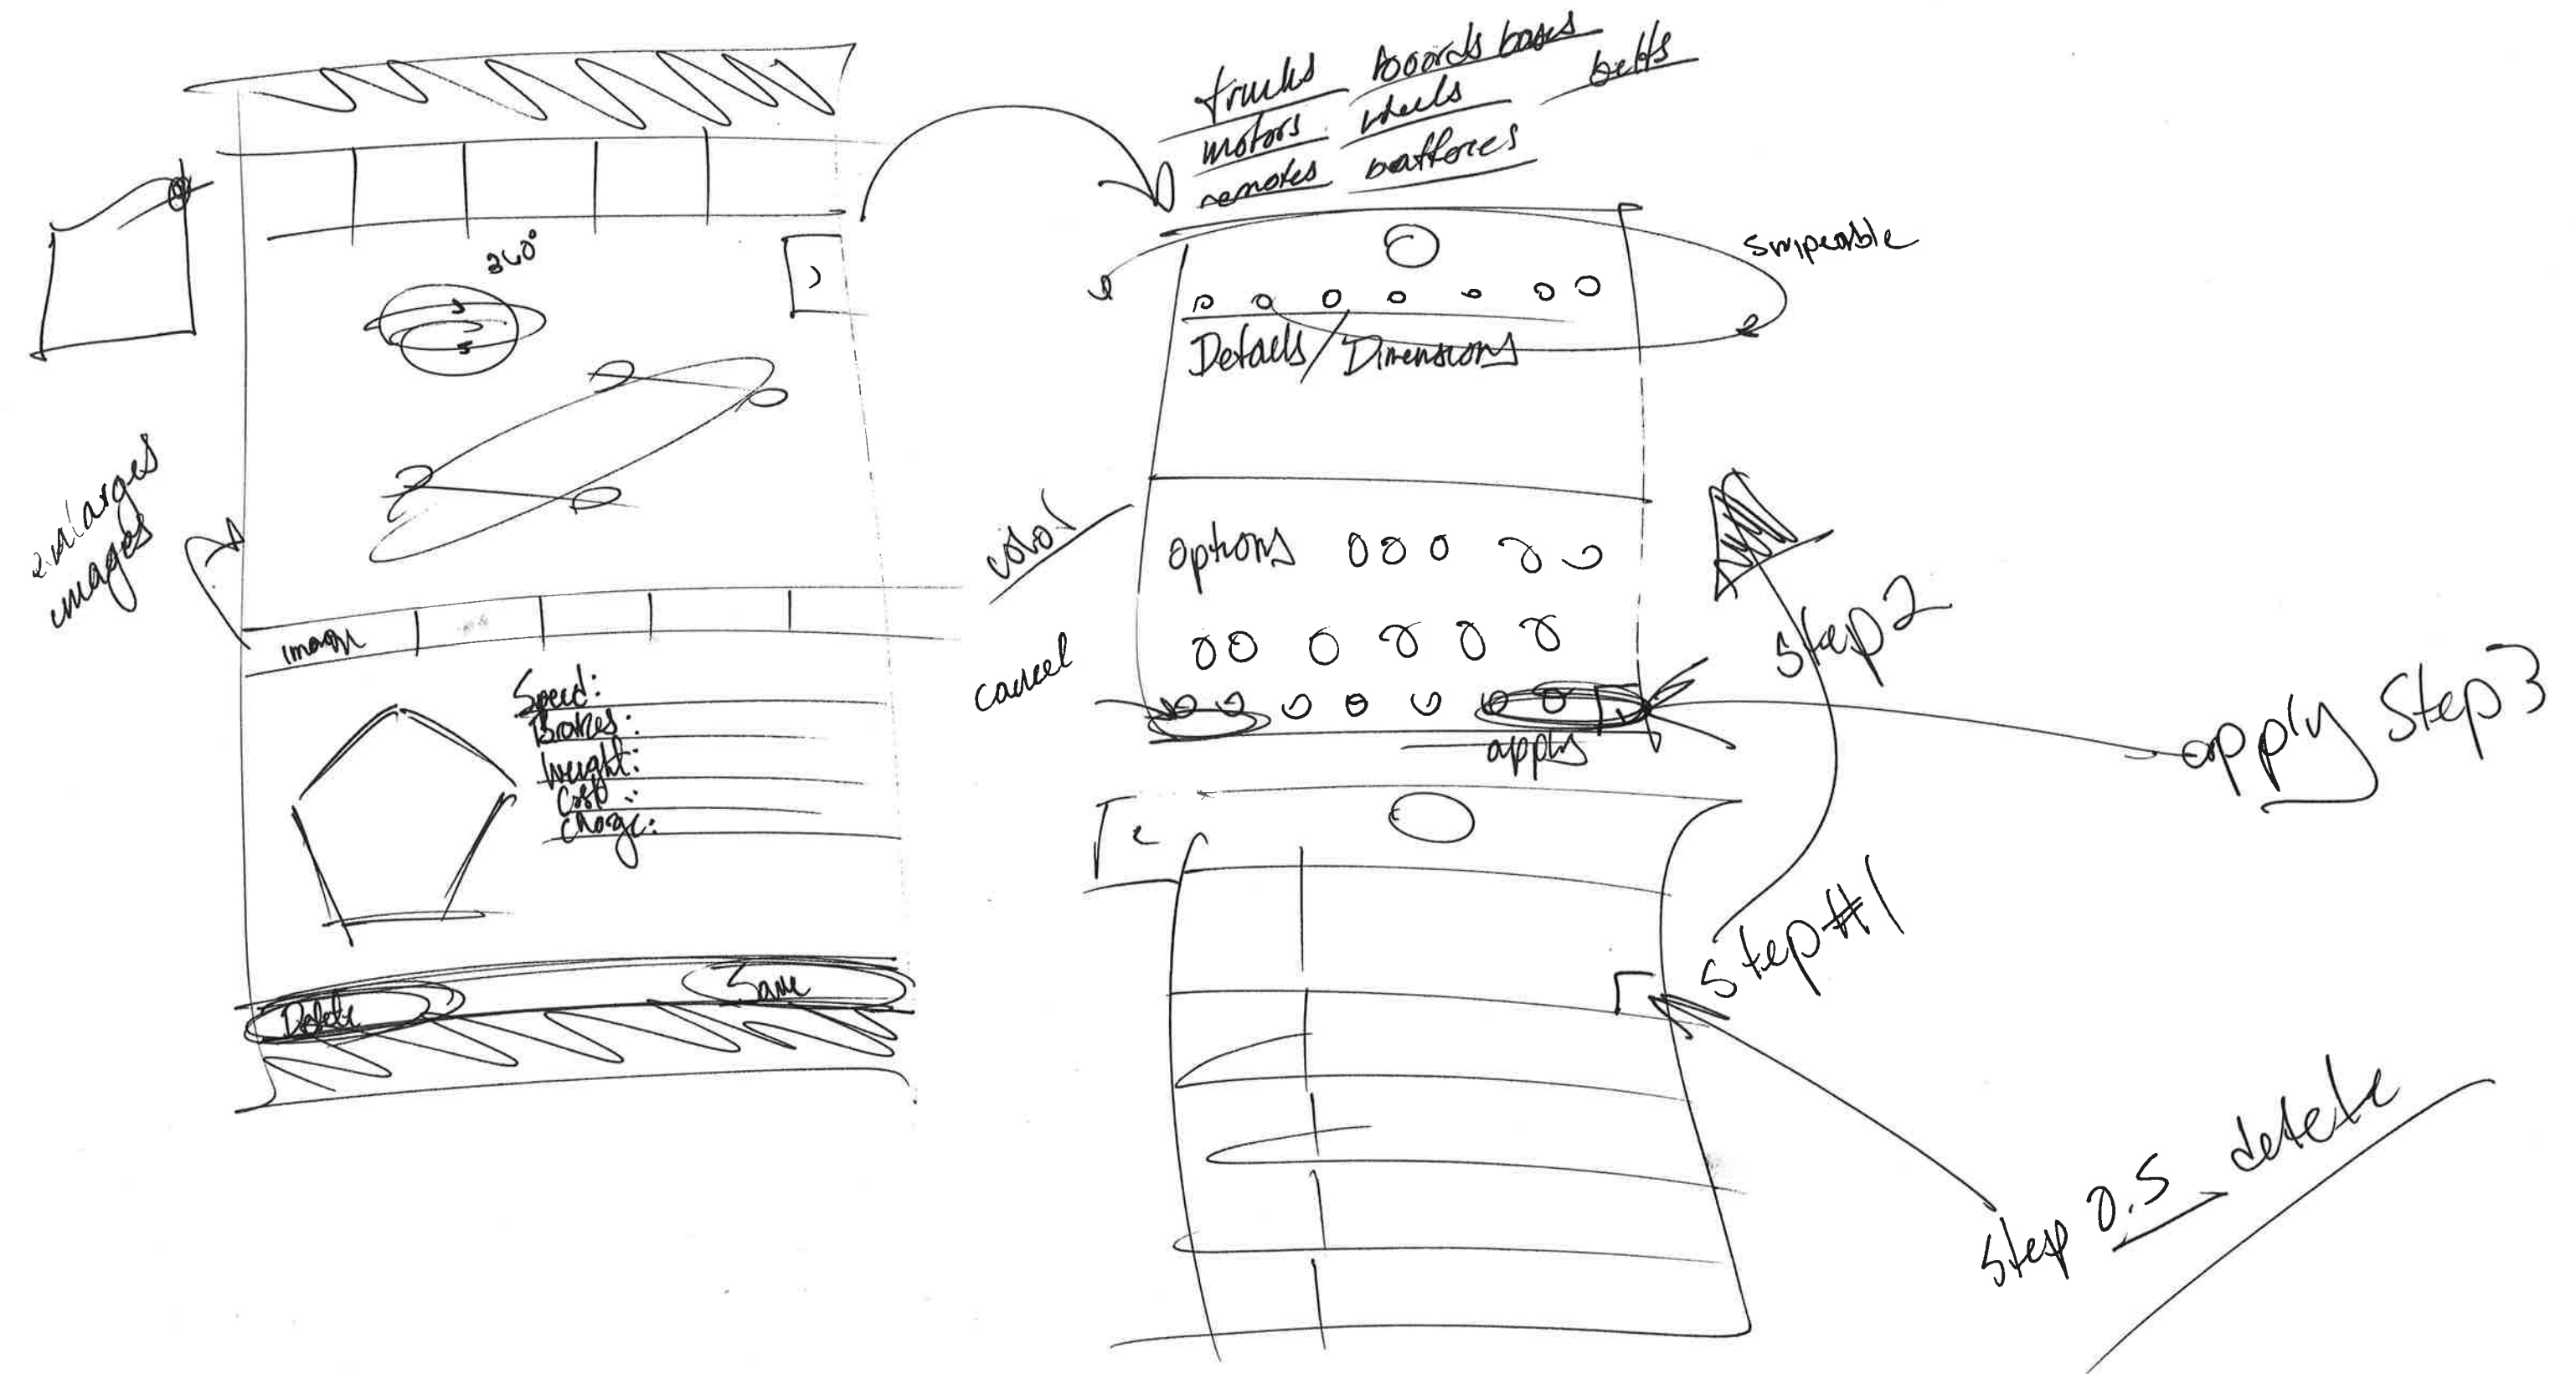 trucks boards bases belts
motors wheels
remotes batteries
360°
swipeable
Details/Dimensions
enlarges
images
color
options
image
cancel
Step 2
Speed:
Brakes:
Weight:
Cost:
Charge:
apply
apply Step 3
Step #1
Save
Delete
Step 0.5 delete